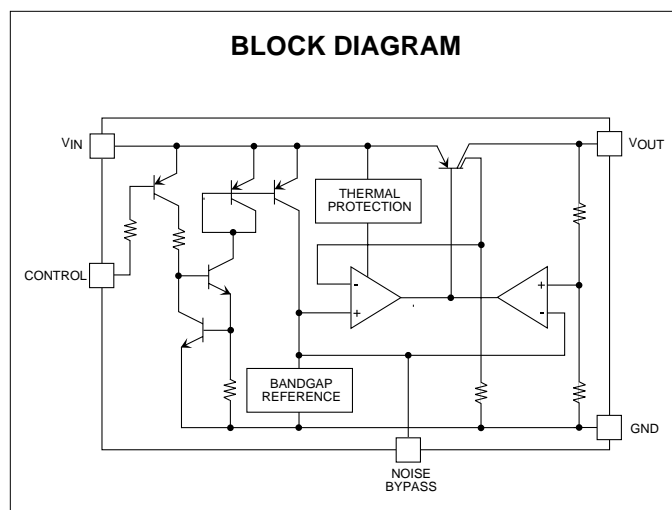 BLOCK DIAGRAM
VIN
VOUT
THERMAL
PROTECTION
CONTROL
-
+
+
-
BANDGAP
REFERENCE
GND
NOISE
BYPASS